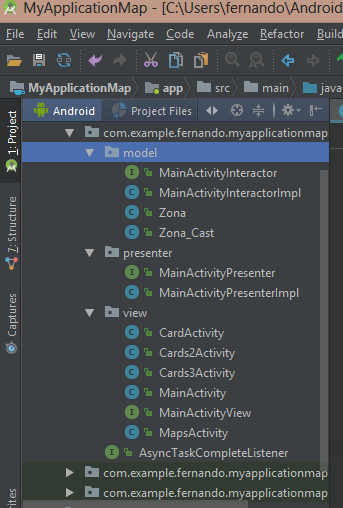 MyApplicationMap - [C:\Users\fernando\Android
File Edit View Navigate Code Analyze Refactor Build
MyApplicationMap app src main java
Android Project Files
1: Project
com.example.fernando.myapplicationmap
model
MainActivityInteractor
MainActivityInteractorImpl
Zona
Zona_Cast
presenter
MainActivityPresenter
MainActivityPresenterImpl
view
CardActivity
Cards2Activity
Cards3Activity
MainActivity
MainActivityView
MapsActivity
AsyncTaskCompleteListener
com.example.fernando.myapplicationmap
com.example.fernando.myapplicationmap
7: Structure
Captures